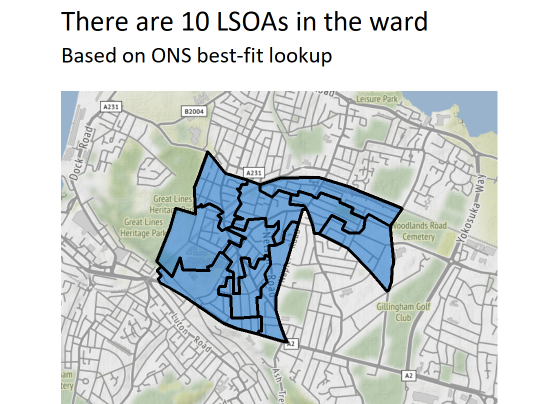 There are 10 LSOAs in the ward
Based on ONS best-fit lookup
Leisure Park
A231
B2004
Dock Road
A231
Great Lines
Heritage Park
Great Lines
Heritage Park
Woodlands Road
Cemetery
Yokosuka Way
Road
Gillingham Golf
Club
Luton Road
A2
A2